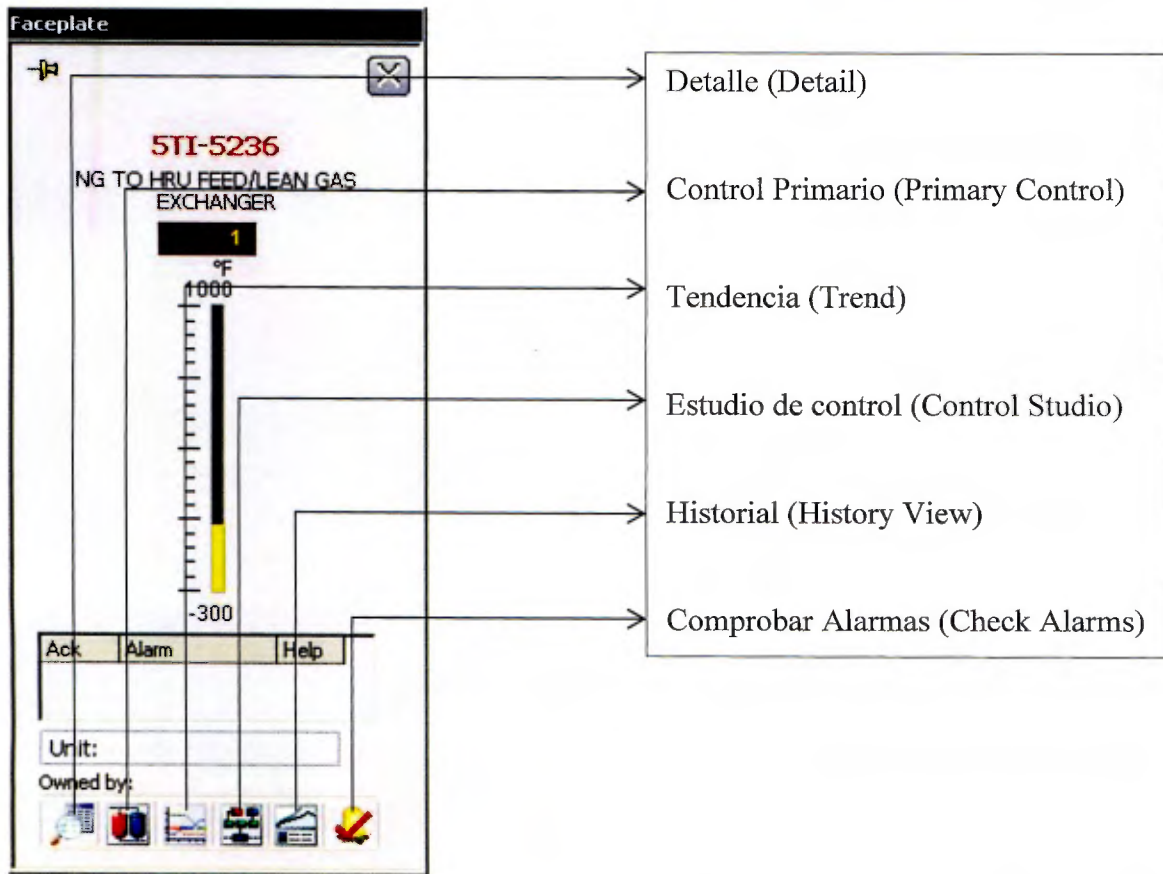 Faceplate
5TI-5236
NG TO HRU FEED/LEAN GAS
EXCHANGER
1
°F
1000
-300
Ack Alarm Help
Unit:
Owned by:
Detalle (Detail)
Control Primario (Primary Control)
Tendencia (Trend)
Estudio de control (Control Studio)
Historial (History View)
Comprobar Alarmas (Check Alarms)